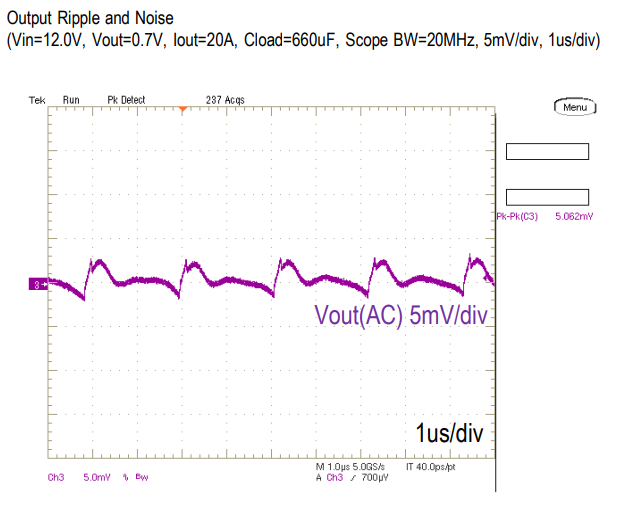 Output Ripple and Noise
(Vin=12.0V, Vout=0.7V, Iout=20A, Cload=660uF, Scope BW=20MHz, 5mV/div, 1us/div)
Tek Run Pk Detect 237 Acqs
Menu
Pk-Pk(C3) 5.062mV
3
Vout(AC) 5mV/div
1us/div
M 1.0µs 5.0GS/s IT 40.0ps/pt
Ch3 5.0mV Bw A Ch3 700µV